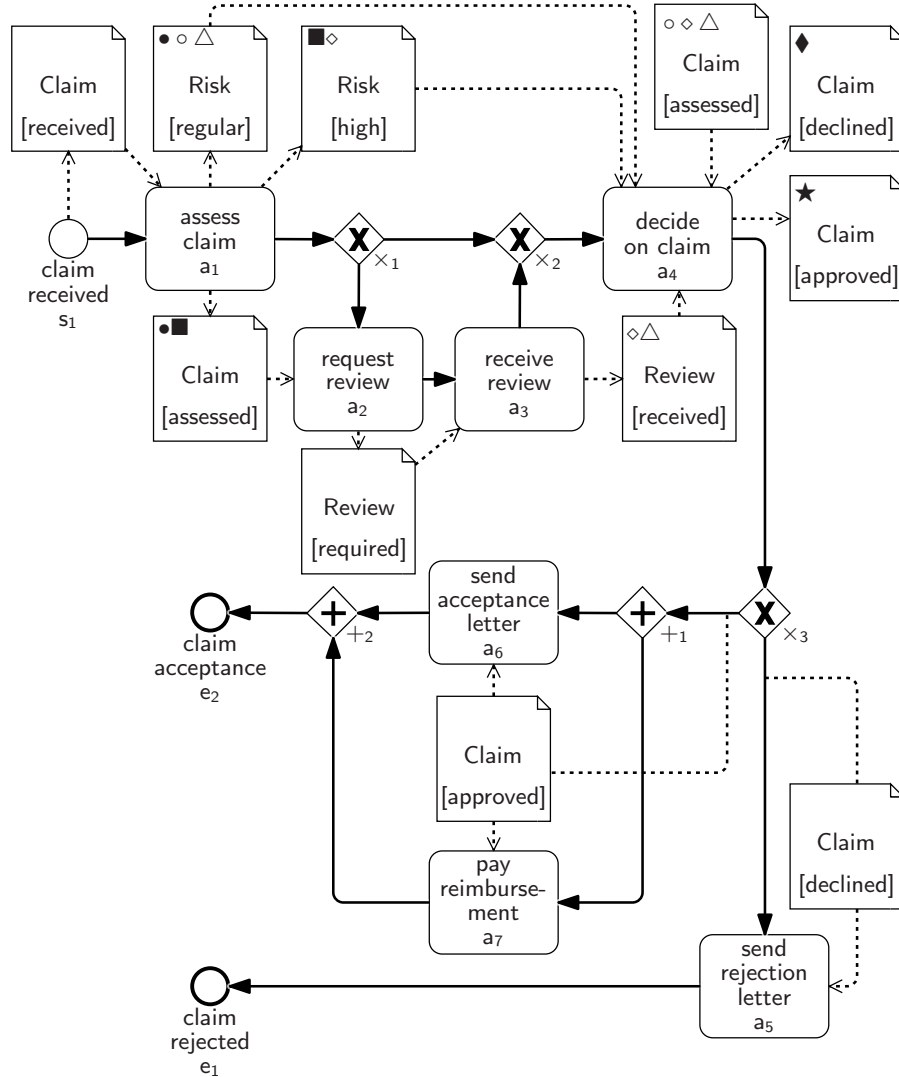 Claim
[received]
Risk
[regular]
Risk
[high]
Claim
[assessed]
Claim
[declined]
claim
received
s1
assess
claim
a1
×1
×2
decide
on claim
a4
Claim
[approved]
Claim
[assessed]
request
review
a2
receive
review
a3
Review
[received]
Review
[required]
claim
acceptance
e2
+2
send
acceptance
letter
a6
+1
×3
Claim
[approved]
Claim
[declined]
pay
reimburse-
ment
a7
send
rejection
letter
a5
claim
rejected
e1